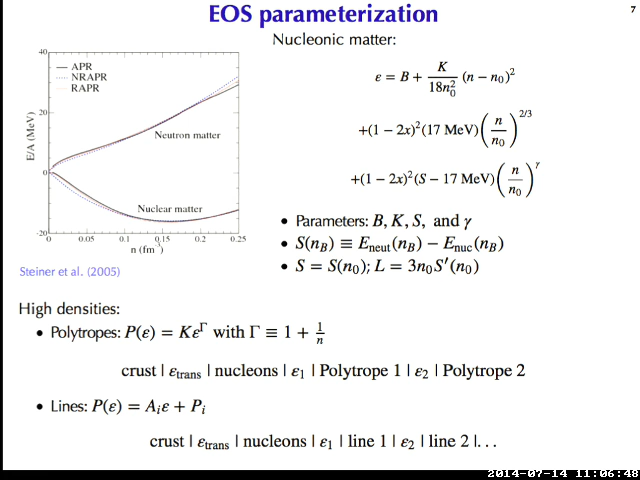 EOS parameterization
7
Nucleonic matter:
40
20
0
-20
E/A (MeV)
APR
NRAPR
RAPR
Neutron matter
Nuclear matter
0 0.05 0.1 0.15 0.2 0.25
n (fm⁻³)
Steiner et al. (2005)
ε = B + K/18n₀² (n − n₀)²
+(1 − 2x)²(17 MeV)(n/n₀)^2/3
+(1 − 2x)²(S − 17 MeV)(n/n₀)^γ
• Parameters: B, K, S, and γ
• S(n_B) ≡ E_neut(n_B) − E_nuc(n_B)
• S = S(n₀); L = 3n₀S′(n₀)
High densities:
• Polytropes: P(ε) = Kε^Γ with Γ ≡ 1 + 1/n
crust | ε_trans | nucleons | ε₁ | Polytrope 1 | ε₂ | Polytrope 2
• Lines: P(ε) = A_iε + P_i
crust | ε_trans | nucleons | ε₁ | line 1 | ε₂ | line 2 |. . .
2014-07-14 11:06:48